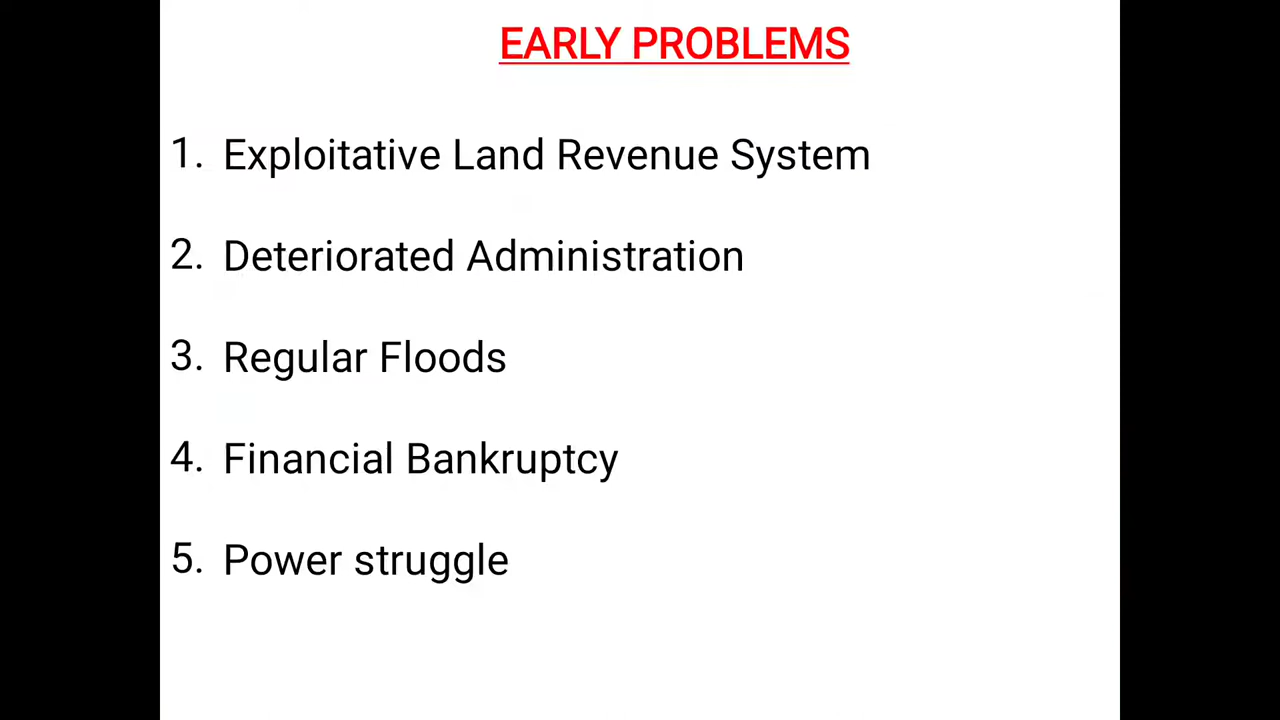 EARLY PROBLEMS
1. Exploitative Land Revenue System
2. Deteriorated Administration
3. Regular Floods
4. Financial Bankruptcy
5. Power struggle